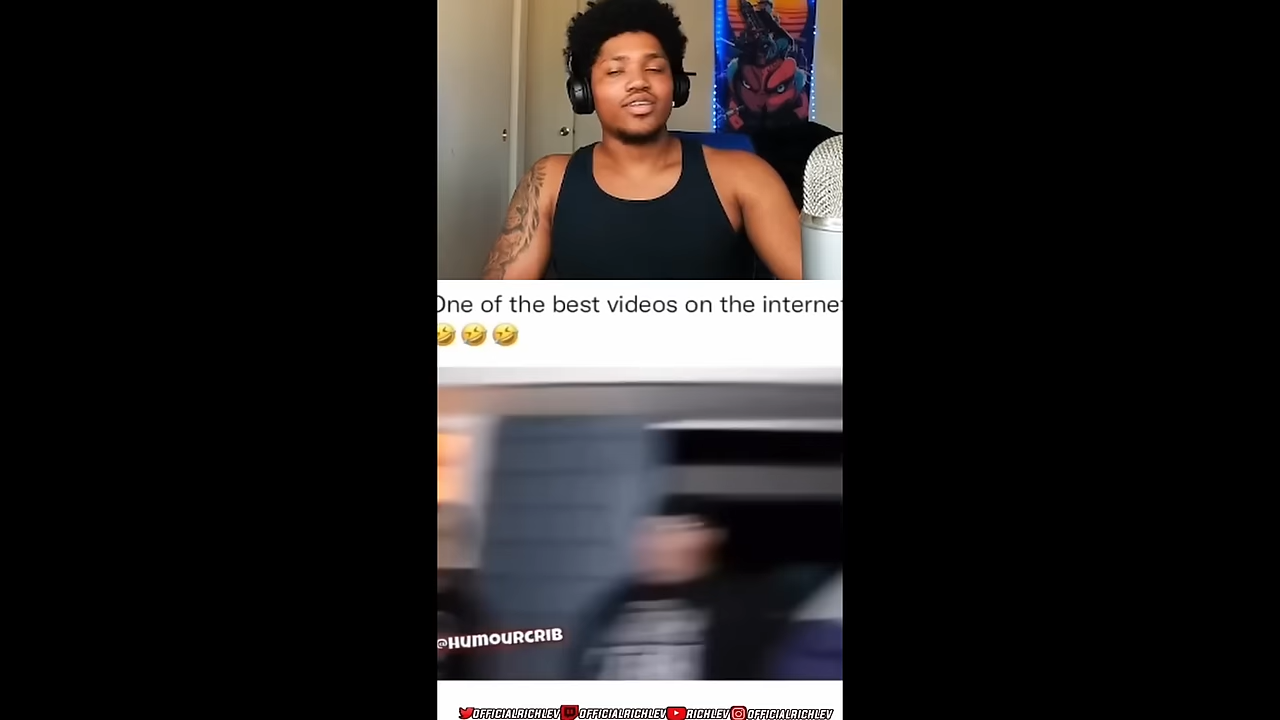 One of the best videos on the internet
🤣🤣🤣
@HUMOURCRIB
OFFICIALRICHLEV OFFICIALRICHLEV RICHLEV OFFICIALRICHLEV